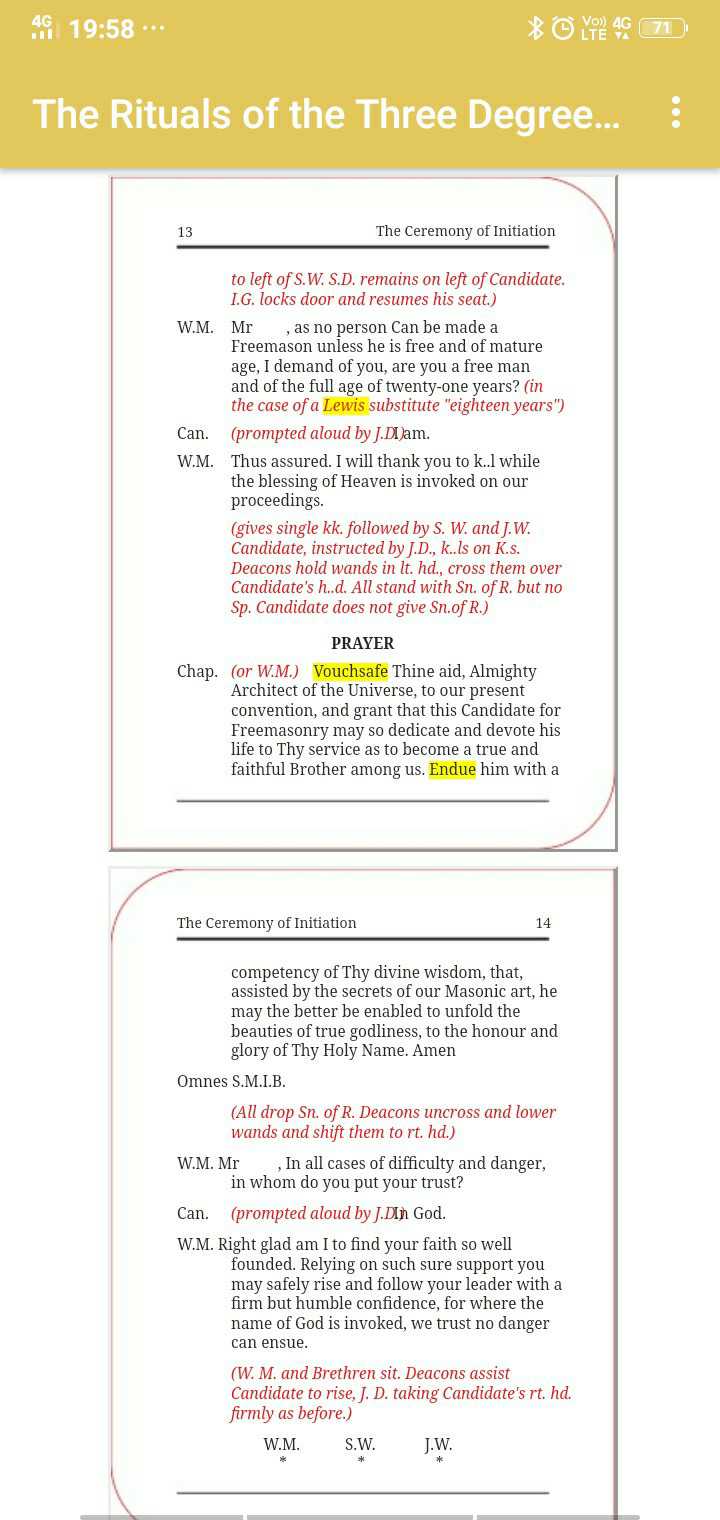 4G 19:58 ...
Vo)) LTE 4G 71
The Rituals of the Three Degree...
13 The Ceremony of Initiation
to left of S.W. S.D. remains on left of Candidate.
I.G. locks door and resumes his seat.)
W.M. Mr , as no person Can be made a
Freemason unless he is free and of mature
age, I demand of you, are you a free man
and of the full age of twenty-one years? (in
the case of a Lewis substitute "eighteen years")
Can. (prompted aloud by J.D.) I am.
W.M. Thus assured. I will thank you to k..l while
the blessing of Heaven is invoked on our
proceedings.
(gives single kk. followed by S. W. and J.W.
Candidate, instructed by J.D., k..ls on K.s.
Deacons hold wands in lt. hd., cross them over
Candidate's h..d. All stand with Sn. of R. but no
Sp. Candidate does not give Sn.of R.)
PRAYER
Chap. (or W.M.) Vouchsafe Thine aid, Almighty
Architect of the Universe, to our present
convention, and grant that this Candidate for
Freemasonry may so dedicate and devote his
life to Thy service as to become a true and
faithful Brother among us. Endue him with a
The Ceremony of Initiation 14
competency of Thy divine wisdom, that,
assisted by the secrets of our Masonic art, he
may the better be enabled to unfold the
beauties of true godliness, to the honour and
glory of Thy Holy Name. Amen
Omnes S.M.I.B.
(All drop Sn. of R. Deacons uncross and lower
wands and shift them to rt. hd.)
W.M. Mr , In all cases of difficulty and danger,
in whom do you put your trust?
Can. (prompted aloud by J.D.) In God.
W.M. Right glad am I to find your faith so well
founded. Relying on such sure support you
may safely rise and follow your leader with a
firm but humble confidence, for where the
name of God is invoked, we trust no danger
can ensue.
(W. M. and Brethren sit. Deacons assist
Candidate to rise, J. D. taking Candidate's rt. hd.
firmly as before.)
W.M. S.W. J.W.
* * *